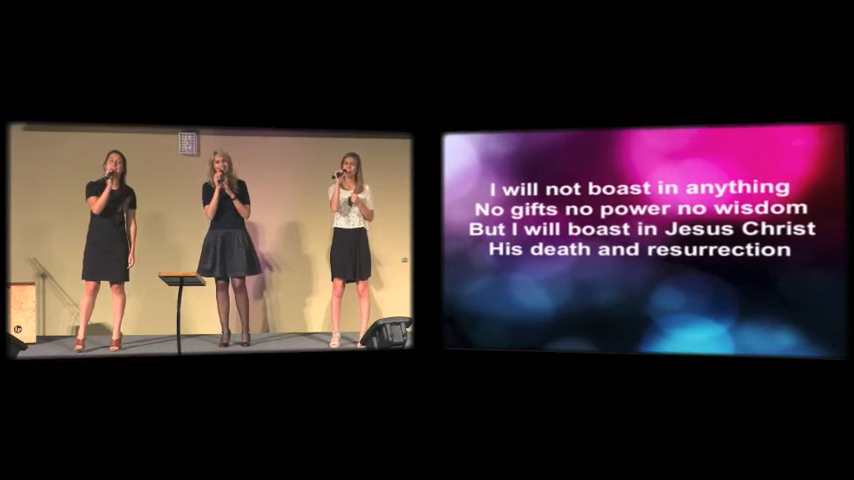 I will not boast in anything
No gifts no power no wisdom
But I will boast in Jesus Christ
His death and resurrection